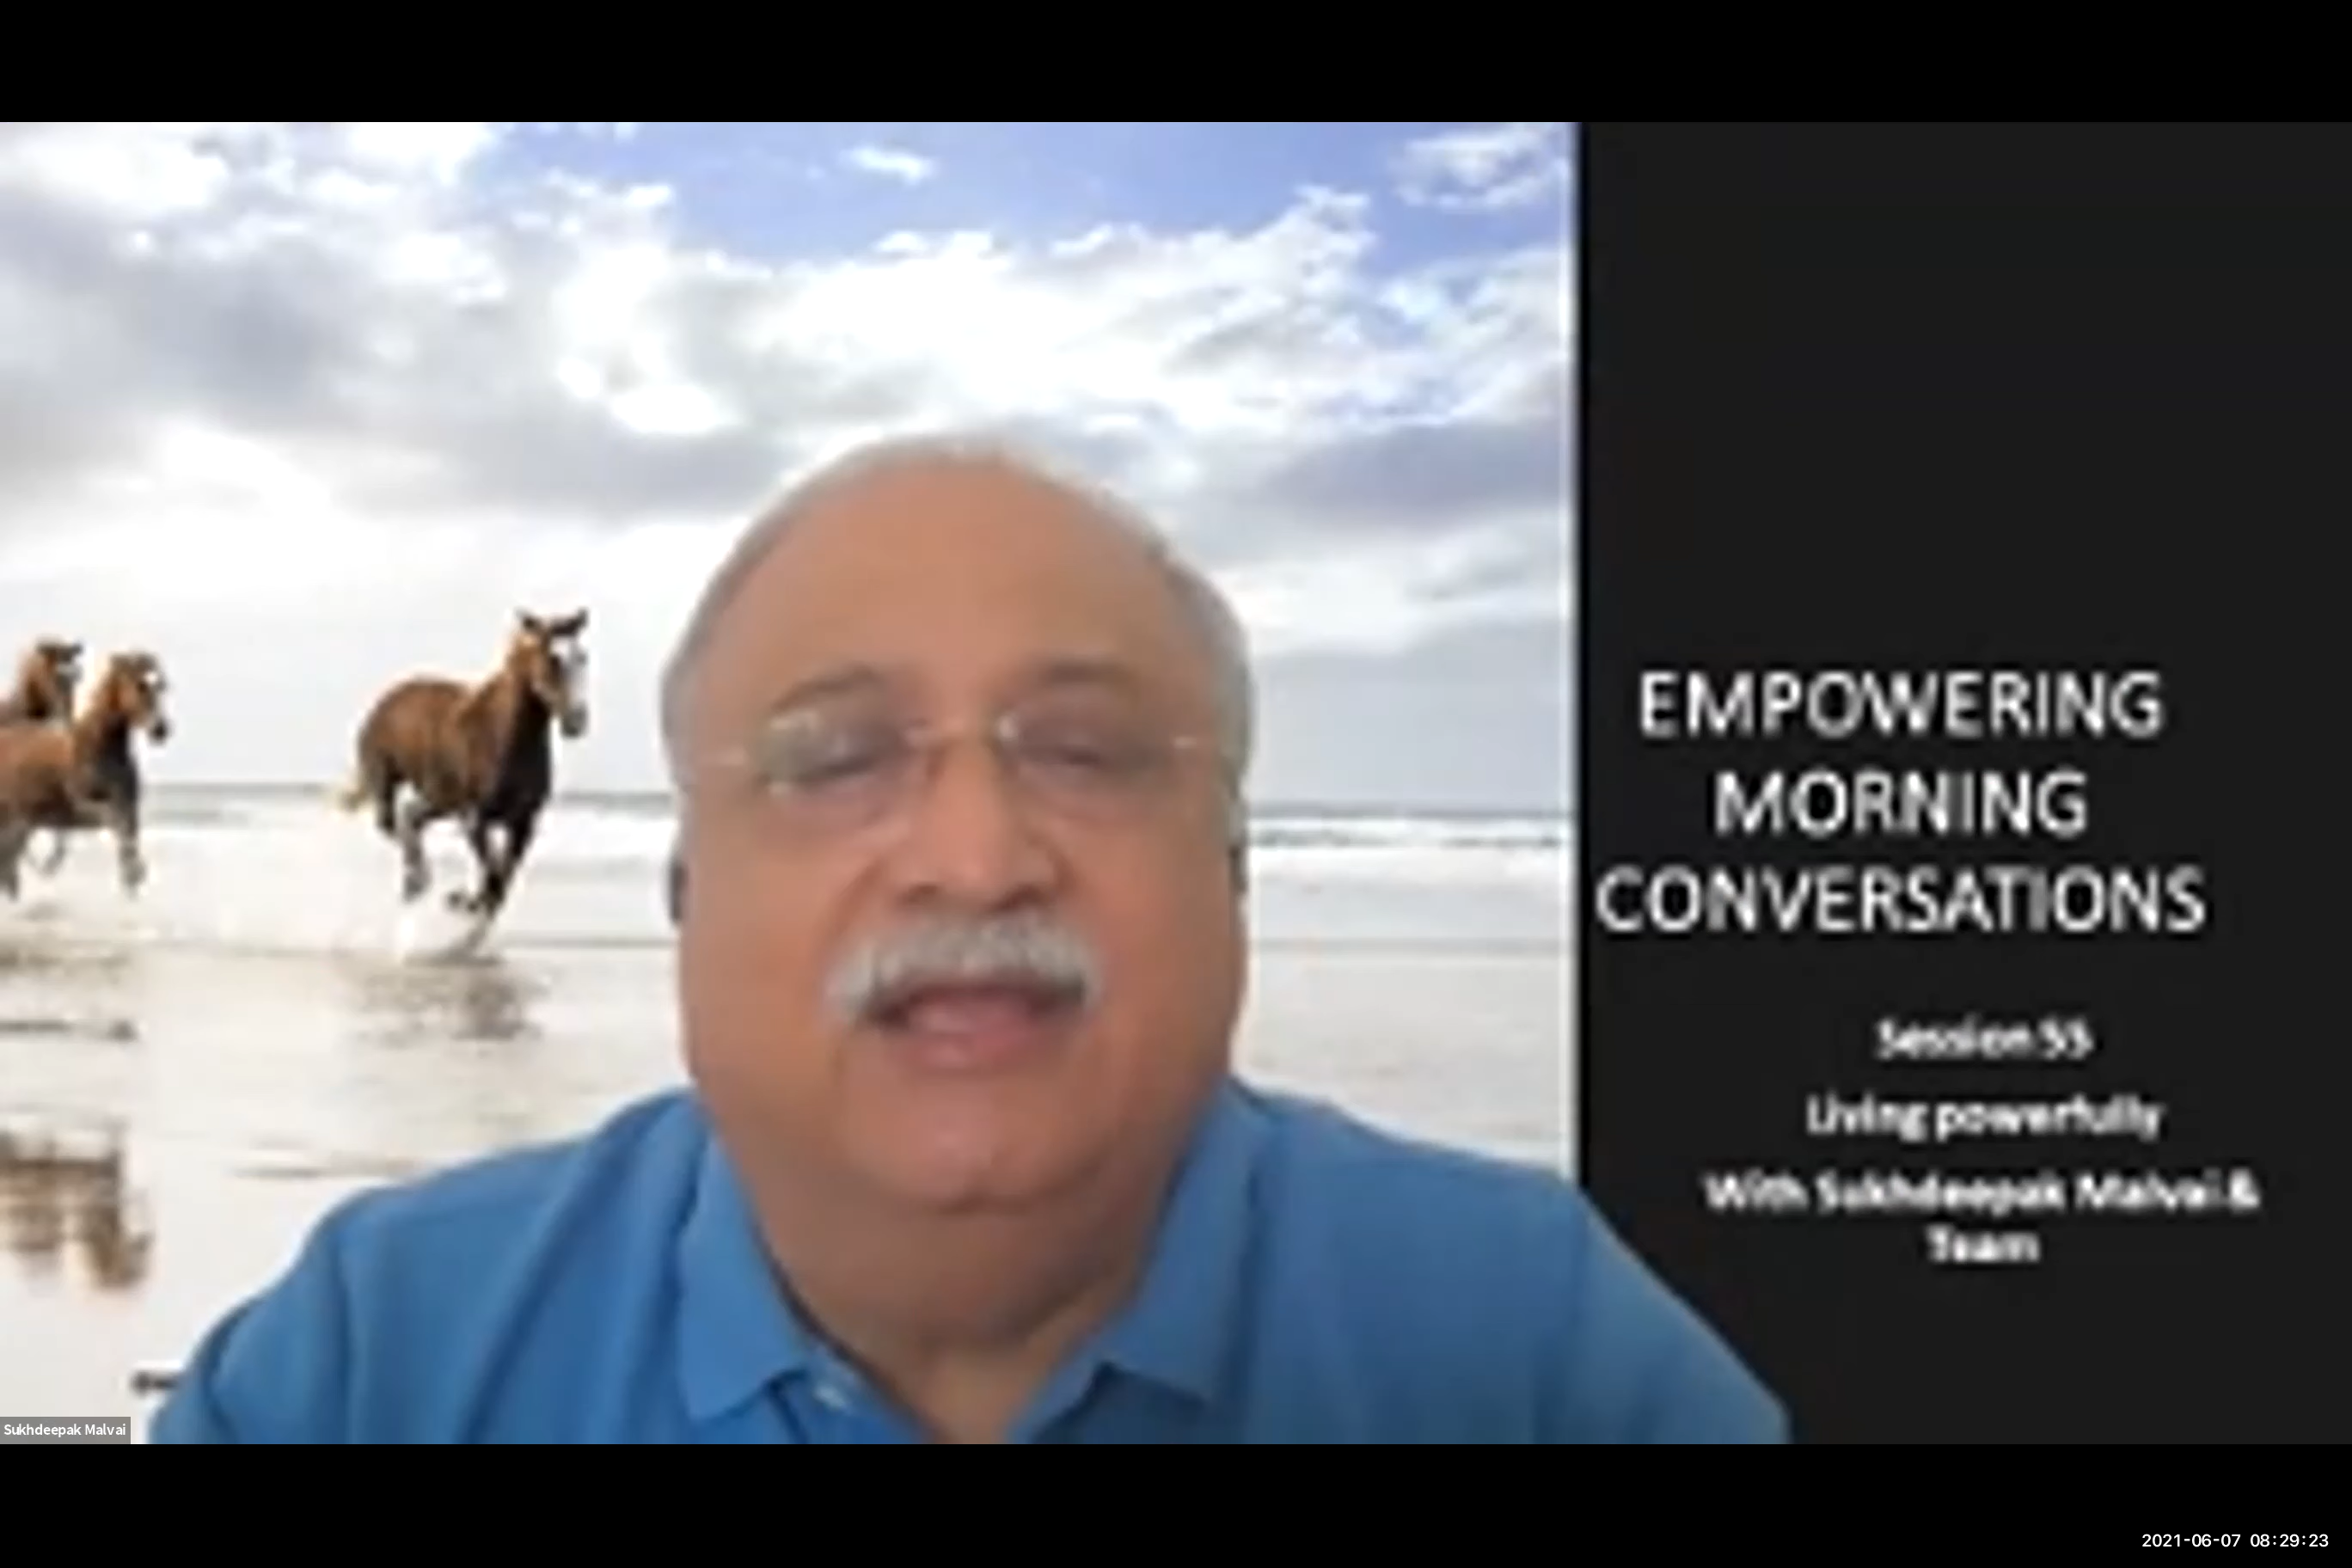 EMPOWERING
MORNING
CONVERSATIONS
Session 55
Living powerfully
With Sukhdeepak Malvai &
Team
Sukhdeepak Malvai
2021-06-07 08:29:23